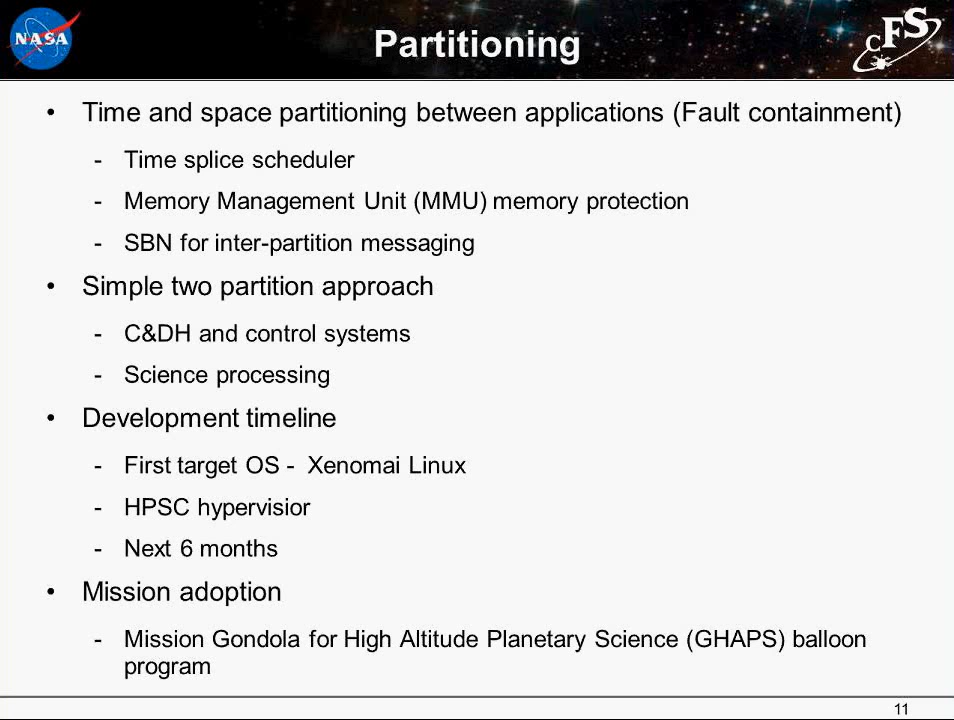 NASA
Partitioning
cFS
• Time and space partitioning between applications (Fault containment)
- Time splice scheduler
- Memory Management Unit (MMU) memory protection
- SBN for inter-partition messaging
• Simple two partition approach
- C&DH and control systems
- Science processing
• Development timeline
- First target OS - Xenomai Linux
- HPSC hypervisior
- Next 6 months
• Mission adoption
- Mission Gondola for High Altitude Planetary Science (GHAPS) balloon
program
11